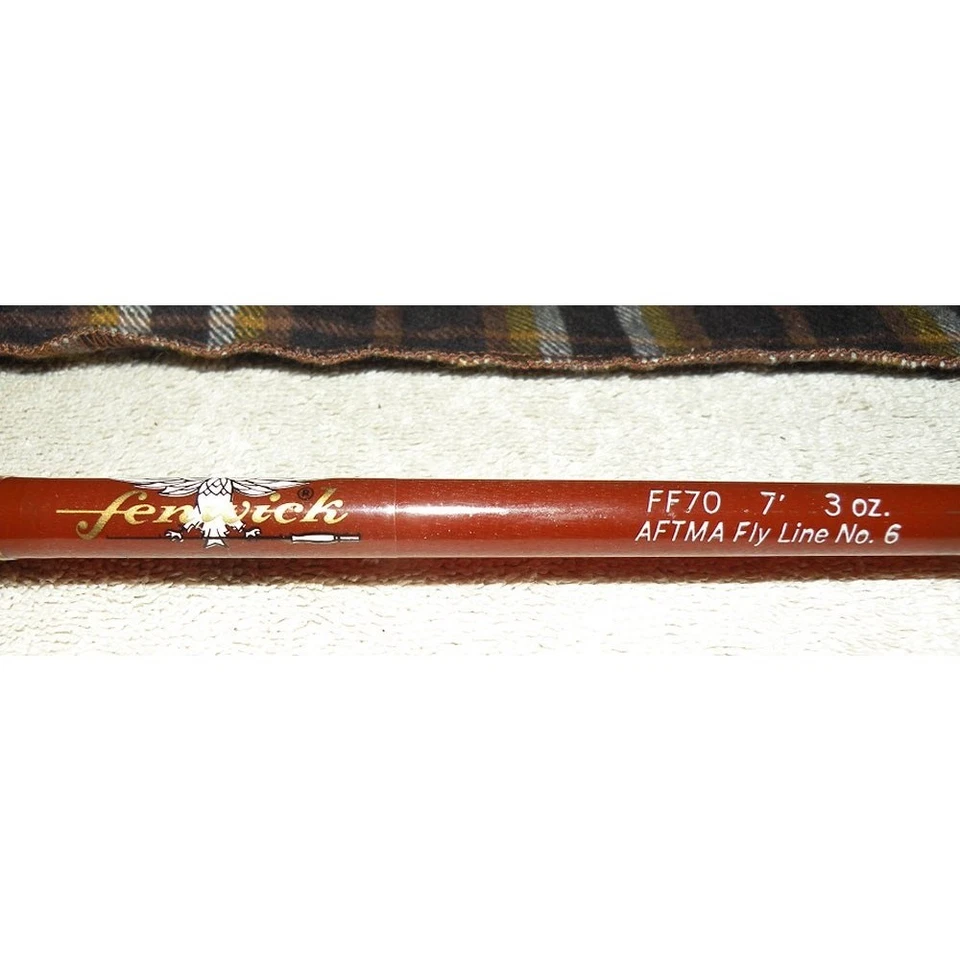 fenwick®
FF70 7' 3 oz.
AFTMA Fly Line No. 6